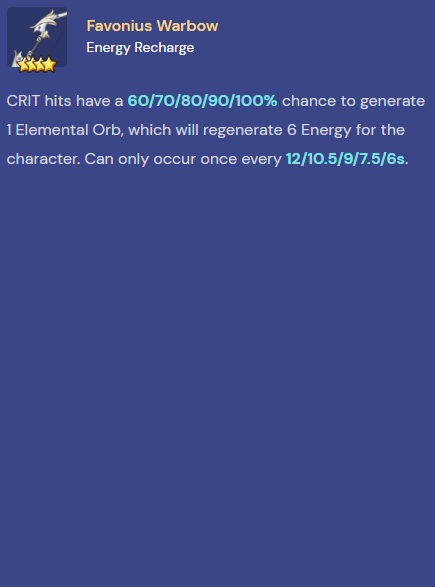 Favonius Warbow
Energy Recharge
CRIT hits have a 60/70/80/90/100% chance to generate
1 Elemental Orb, which will regenerate 6 Energy for the
character. Can only occur once every 12/10.5/9/7.5/6s.